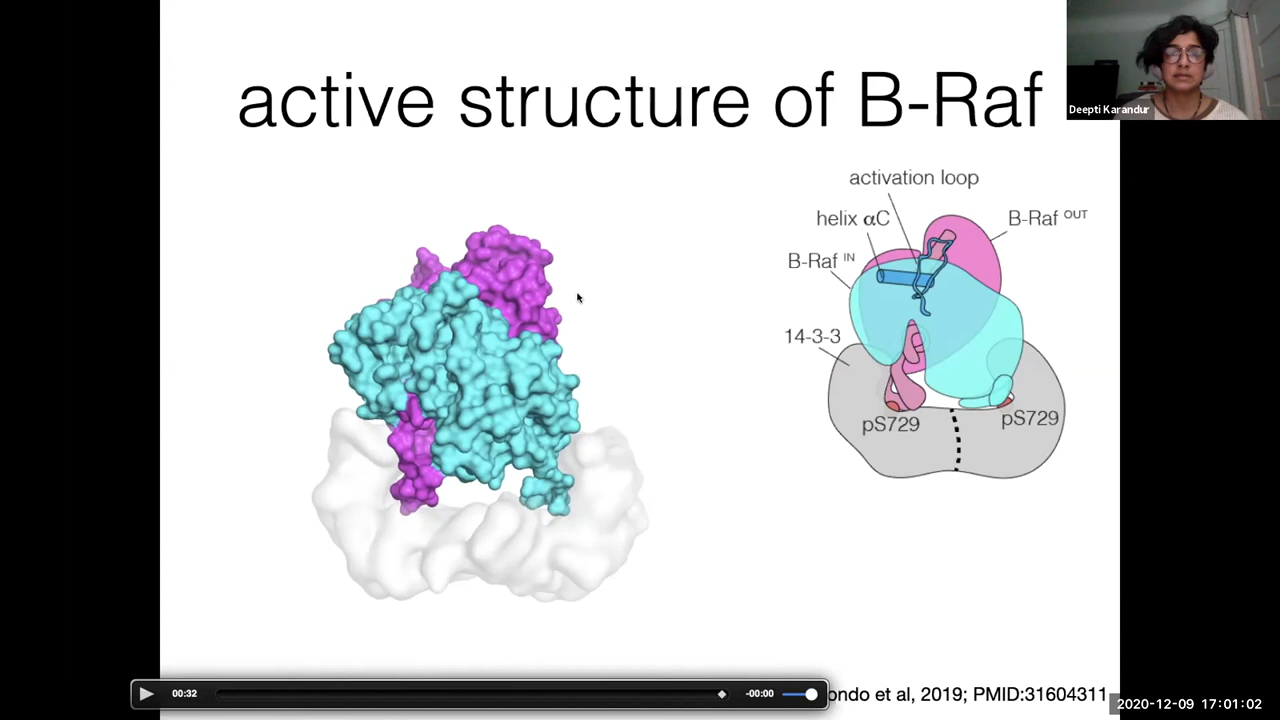 active structure of B-Raf
Deepti Karandur
activation loop
helix αC
B-Raf OUT
B-Raf IN
14-3-3
pS729
pS729
00:32
-00:00
ondo et al, 2019; PMID:31604311
2020-12-09 17:01:02